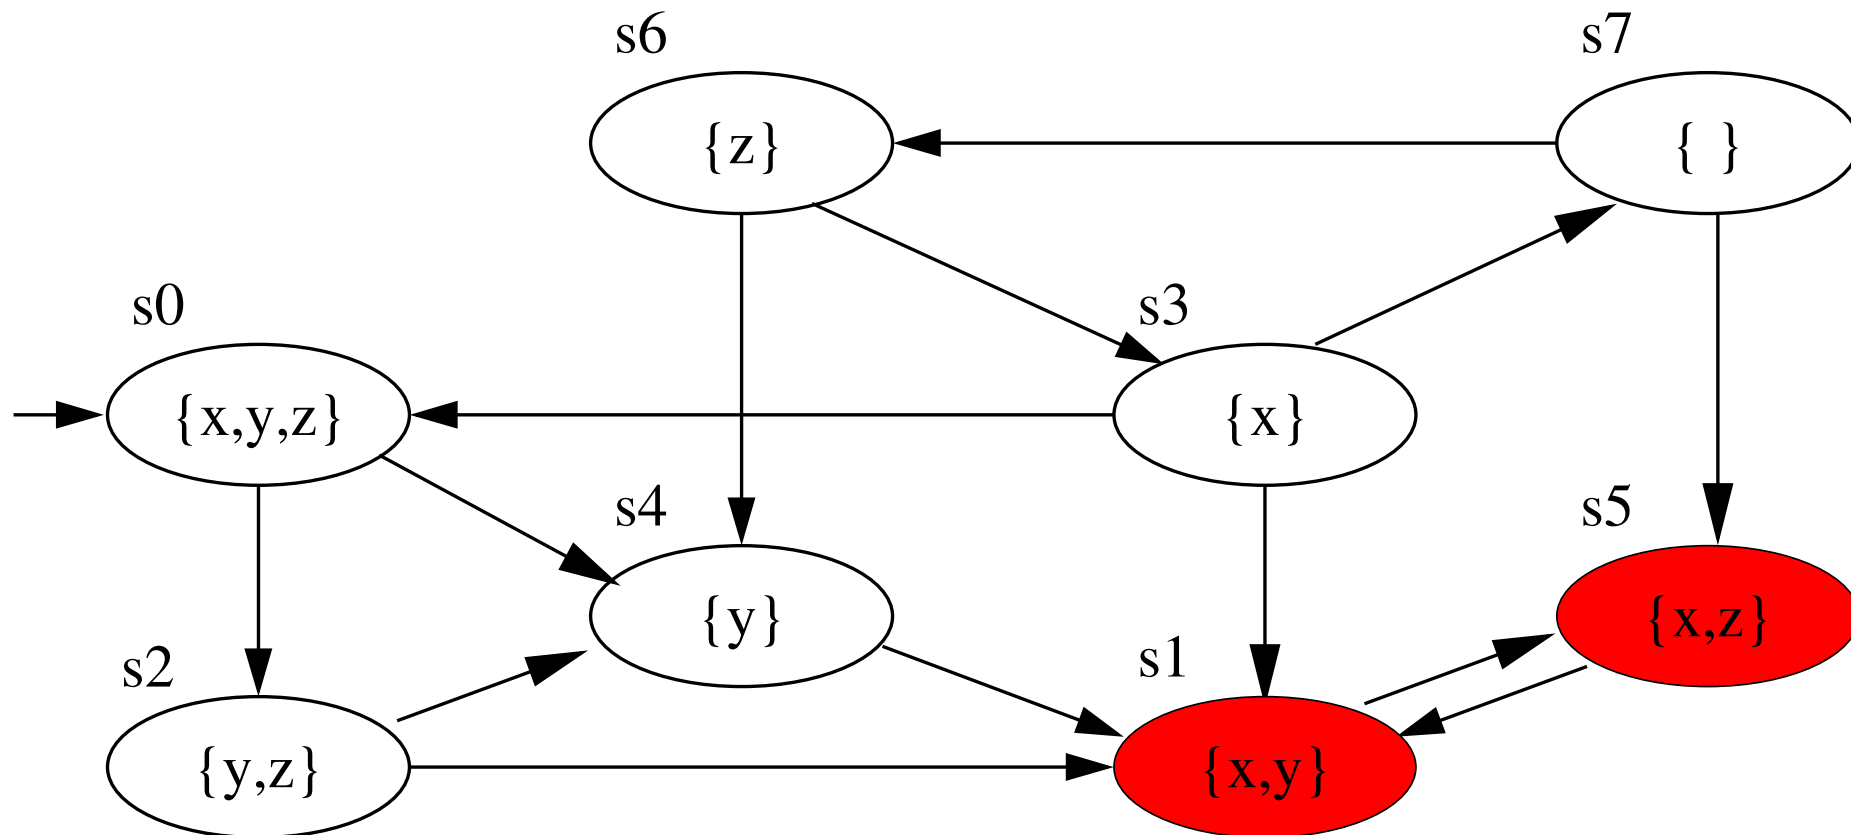 s6
s7
{z}
{ }
s0
s3
{x,y,z}
{x}
s4
s5
{y}
{x,z}
s2
s1
{y,z}
{x,y}